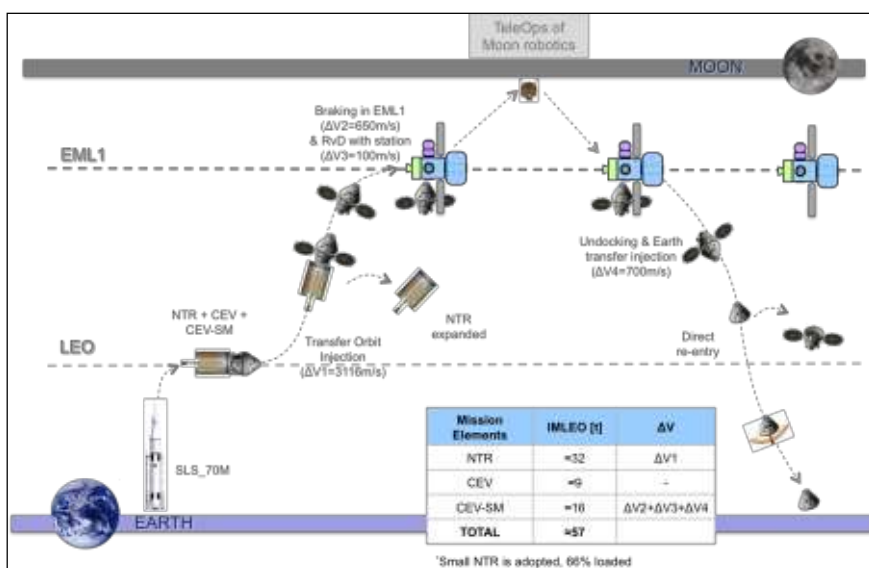 TeleOps of
Moon robotics
MOON
Braking in EML1
(ΔV2=650m/s)
& RvD with station
(ΔV3=100m/s)
EML1
Undocking & Earth
transfer injection
(ΔV4=700m/s)
NTR + CEV +
CEV-SM
NTR
expanded
LEO
Transfer Orbit
Injection
(ΔV1=3116m/s)
Direct
re-entry
SLS_70M
EARTH
Mission Elements IMLEO [t] ΔV
NTR ≈32 ΔV1
CEV ≈9 -
CEV-SM ≈16 ΔV2+ΔV3+ΔV4
TOTAL ≈57
*Small NTR is adopted, 66% loaded